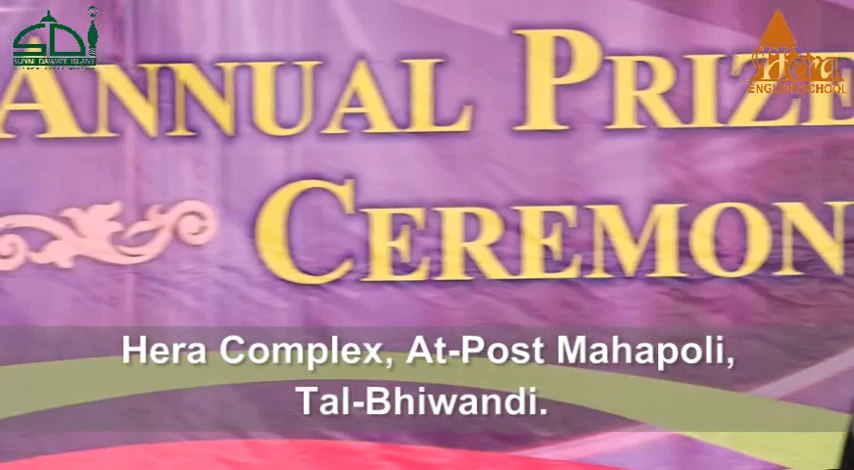 SDI
SUNNI DAWATE ISLAMI
Hera
ENGLISH SCHOOL
ANNUAL PRIZE
CEREMON
Hera Complex, At-Post Mahapoli,
Tal-Bhiwandi.